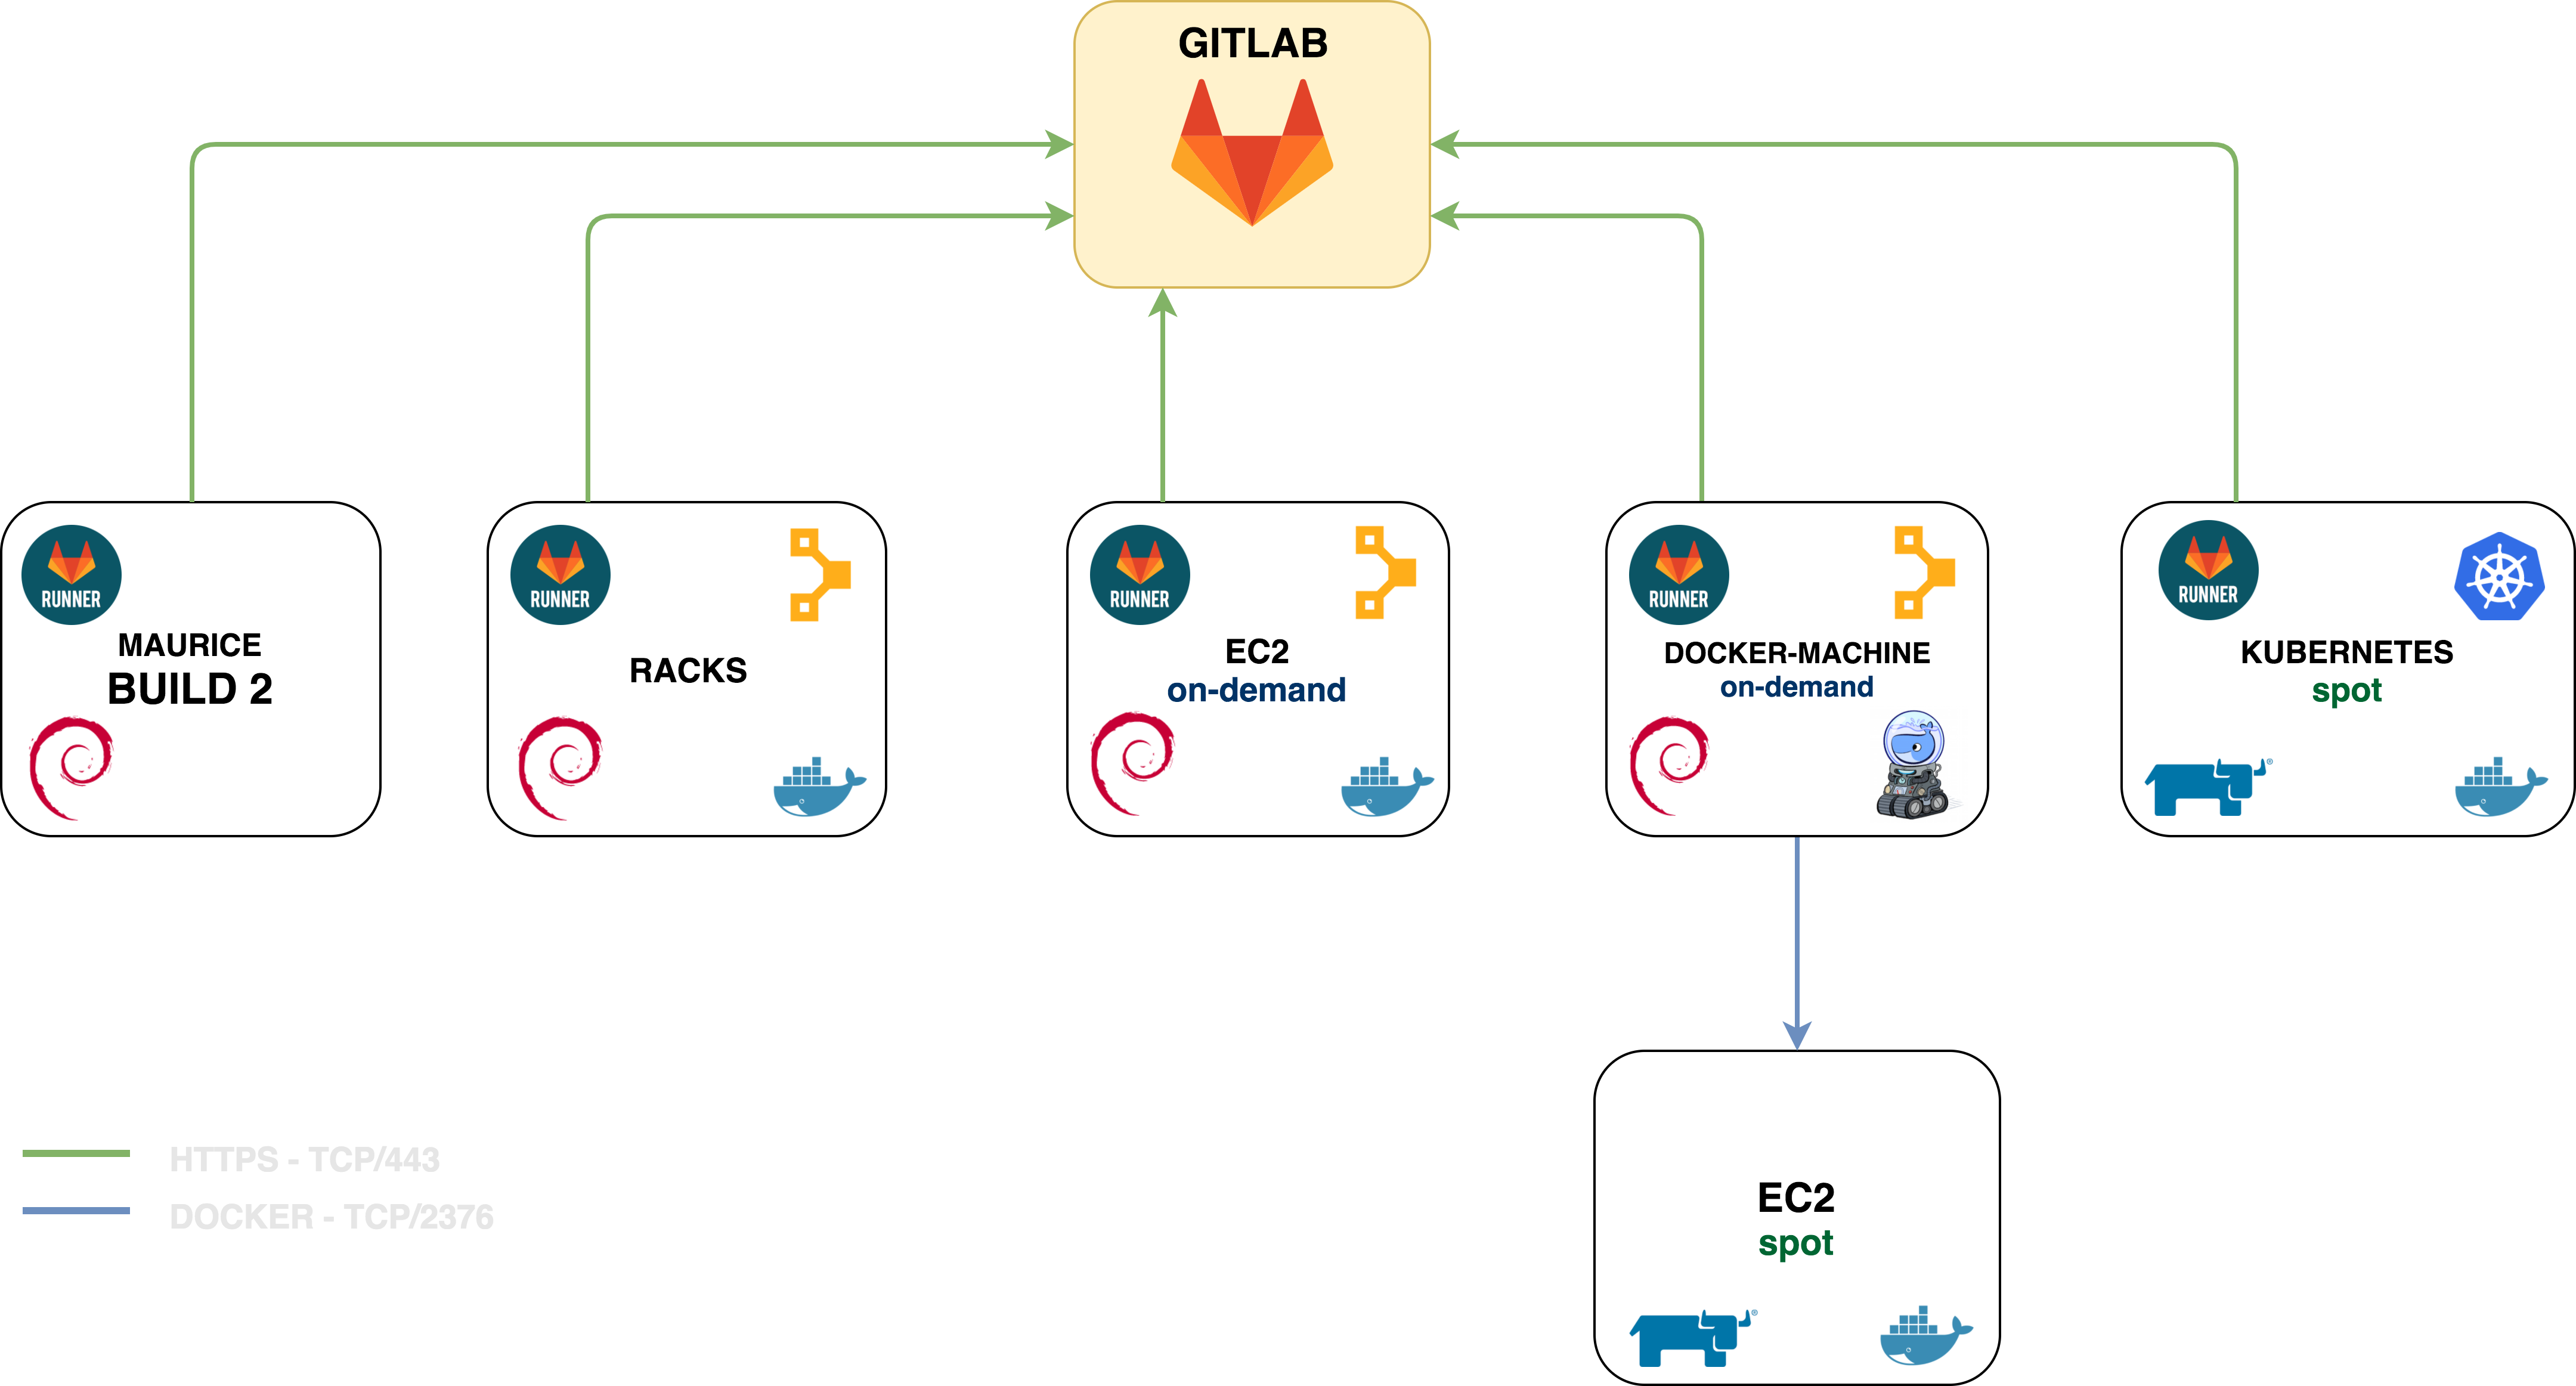 GITLAB
RUNNER
MAURICE
BUILD 2
RUNNER
RACKS
RUNNER
EC2
on-demand
RUNNER
DOCKER-MACHINE
on-demand
RUNNER
KUBERNETES
spot
®
HTTPS - TCP/443
DOCKER - TCP/2376
EC2
spot
®